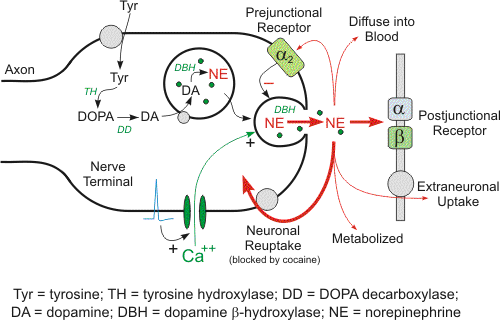 Tyr
Prejunctional
Receptor
Diffuse into
Blood
α2
Axon
DBH
NE
Tyr
TH
DA
DOPA
DD
DA
−
DBH
NE
NE
+
α
β
Postjunctional
Receptor
Nerve
Terminal
Extraneuronal
Uptake
+
Ca++
Neuronal
Reuptake
(blocked by cocaine)
Metabolized
Tyr = tyrosine; TH = tyrosine hydroxylase; DD = DOPA decarboxylase;
DA = dopamine; DBH = dopamine β-hydroxylase; NE = norepinephrine